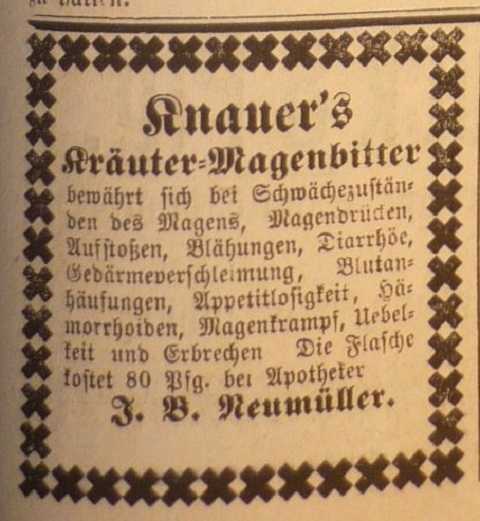 Knauer's
Kräuter-Magenbitter
bewährt sich bei Schwächezustän-
den des Magens, Magendrücken,
Aufstoßen, Blähungen, Diarrhöe,
Gedärmeverschleimung, Blutan-
häufungen, Appetitlosigkeit, Hä-
morrhoiden, Magenkrampf, Uebel-
keit und Erbrechen Die Flasche
kostet 80 Pfg. bei Apotheker
J. B. Neumüller.